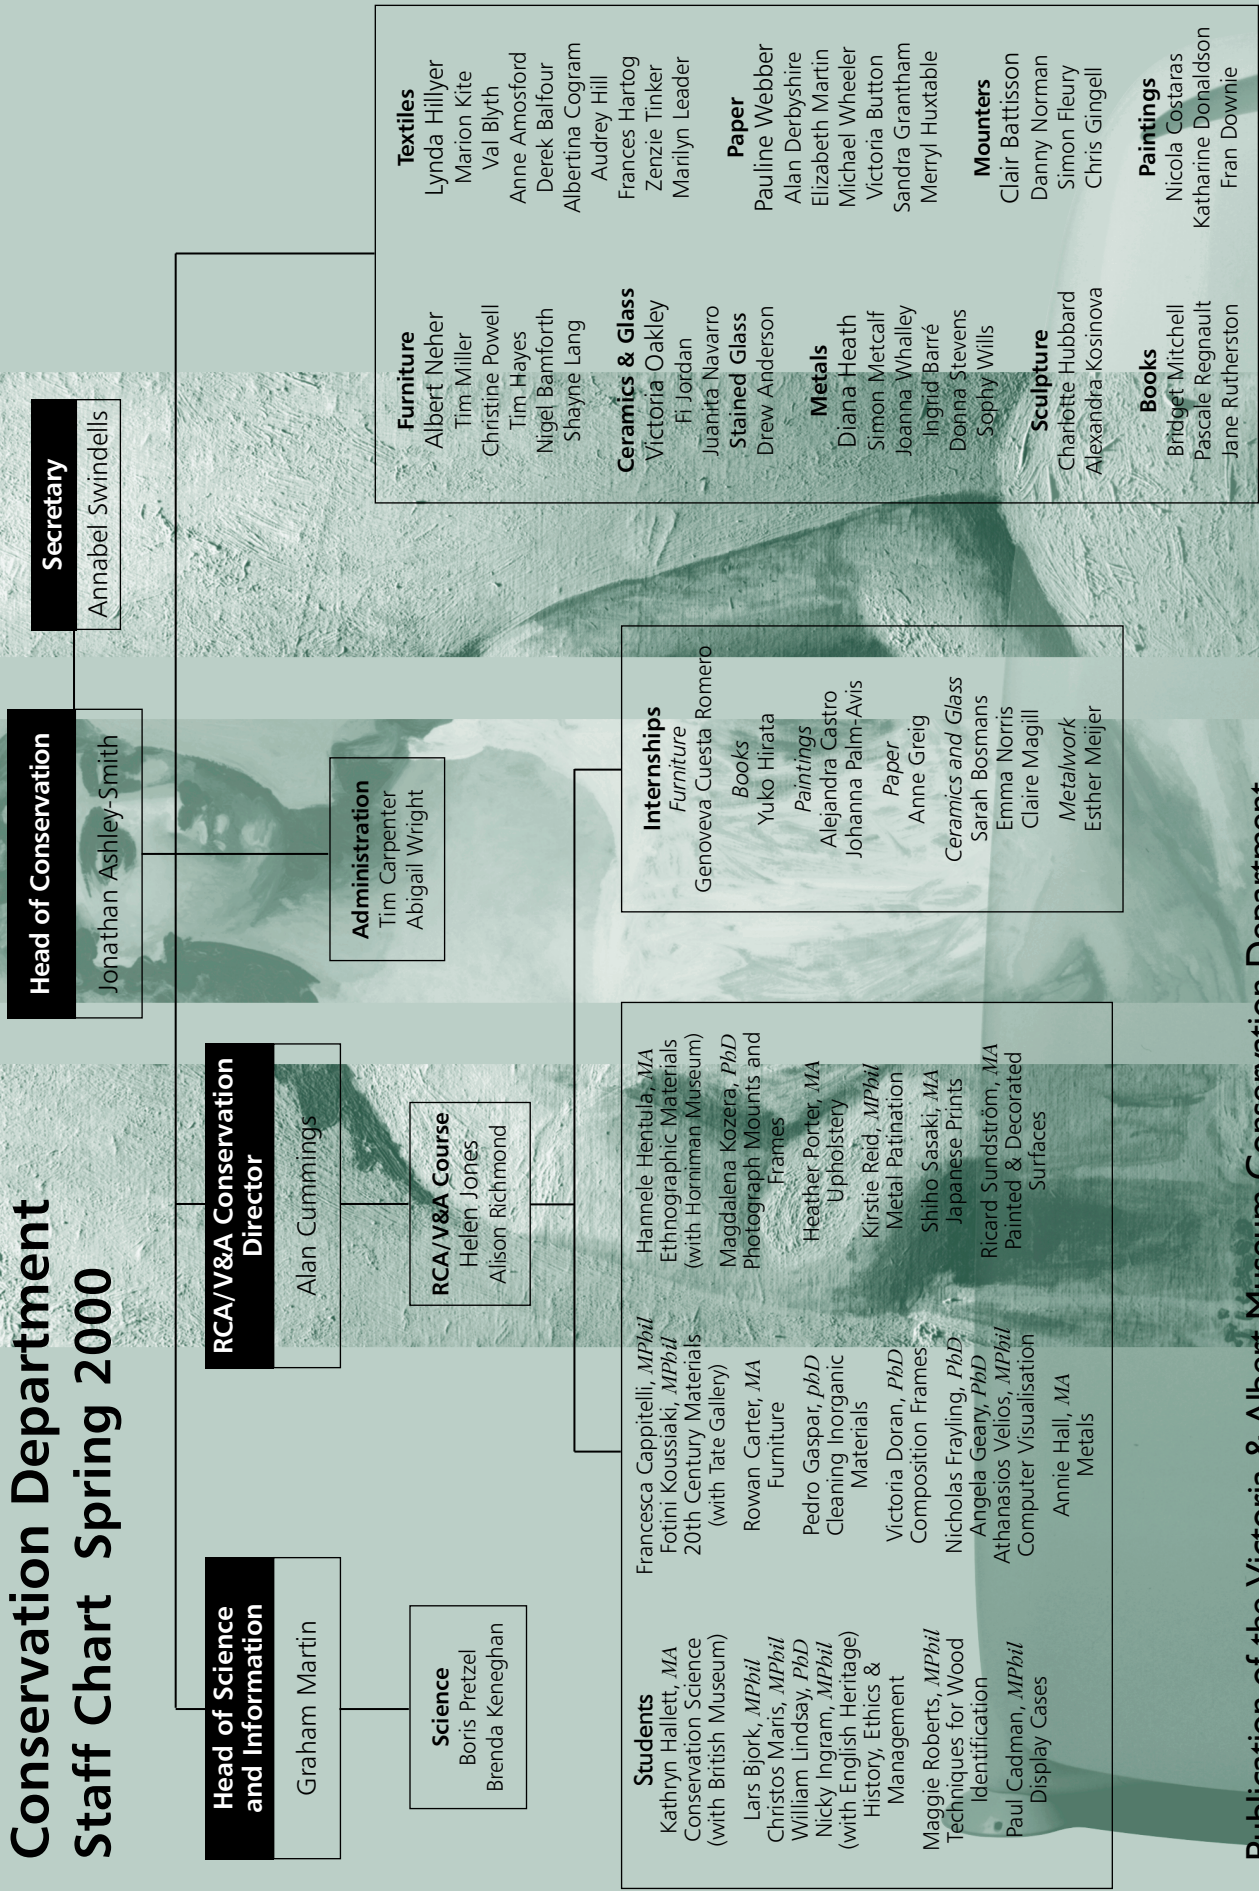 Conservation Department
Staff Chart Spring 2000
Head of Conservation
Jonathan Ashley-Smith
Secretary
Annabel Swindells
Administration
Tim Carpenter
Abigail Wright
Head of Science
and Information
Graham Martin
Science
Boris Pretzel
Brenda Keneghan
RCA/V&A Conservation
Director
Alan Cummings
RCA/V&A Course
Helen Jones
Alison Richmond
Students
Kathryn Hallett, MA
Conservation Science
(with British Museum)
Lars Bjork, MPhil
Christos Maris, MPhil
William Lindsay, PhD
Nicky Ingram, MPhil
(with English Heritage)
History, Ethics &
Management
Maggie Roberts, MPhil
Techniques for Wood
Identification
Paul Cadman, MPhil
Display Cases
Francesca Cappitelli, MPhil
Fotini Koussiaki, MPhil
20th Century Materials
(with Tate Gallery)
Rowan Carter, MA
Furniture
Pedro Gaspar, phD
Cleaning Inorganic
Materials
Victoria Doran, PhD
Composition Frames
Nicholas Frayling, PhD
Angela Geary, PhD
Athanasios Velios, MPhil
Computer Visualisation
Annie Hall, MA
Metals
Hannele Hentula, MA
Ethnographic Materials
(with Horniman Museum)
Magdalena Kozera, PhD
Photograph Mounts and
Frames
Heather Porter, MA
Upholstery
Kirstie Reid, MPhil
Metal Patination
Shiho Sasaki, MA
Japanese Prints
Ricard Sundström, MA
Painted & Decorated
Surfaces
Internships
Furniture
Genoveva Cuesta Romero
Books
Yuko Hirata
Paintings
Alejandra Castro
Johanna Palm-Avis
Paper
Anne Greig
Ceramics and Glass
Sarah Bosmans
Emma Norris
Claire Magill
Metalwork
Esther Meijer
Furniture
Albert Neher
Tim Miller
Christine Powell
Tim Hayes
Nigel Bamforth
Shayne Lang
Ceramics & Glass
Victoria Oakley
Fi Jordan
Juanita Navarro
Stained Glass
Drew Anderson
Metals
Diana Heath
Simon Metcalf
Joanna Whalley
Ingrid Barré
Donna Stevens
Sophy Wills
Sculpture
Charlotte Hubbard
Alexandra Kosinova
Books
Bridget Mitchell
Pascale Regnault
Jane Rutherston
Textiles
Lynda Hillyer
Marion Kite
Val Blyth
Anne Amosford
Derek Balfour
Albertina Cogram
Audrey Hill
Frances Hartog
Zenzie Tinker
Marilyn Leader
Paper
Pauline Webber
Alan Derbyshire
Elizabeth Martin
Michael Wheeler
Victoria Button
Sandra Grantham
Merryl Huxtable
Mounters
Clair Battisson
Danny Norman
Simon Fleury
Chris Gingell
Paintings
Nicola Costaras
Katharine Donaldson
Fran Downie
Publication of the Victoria & Albert Museum Conservation Department